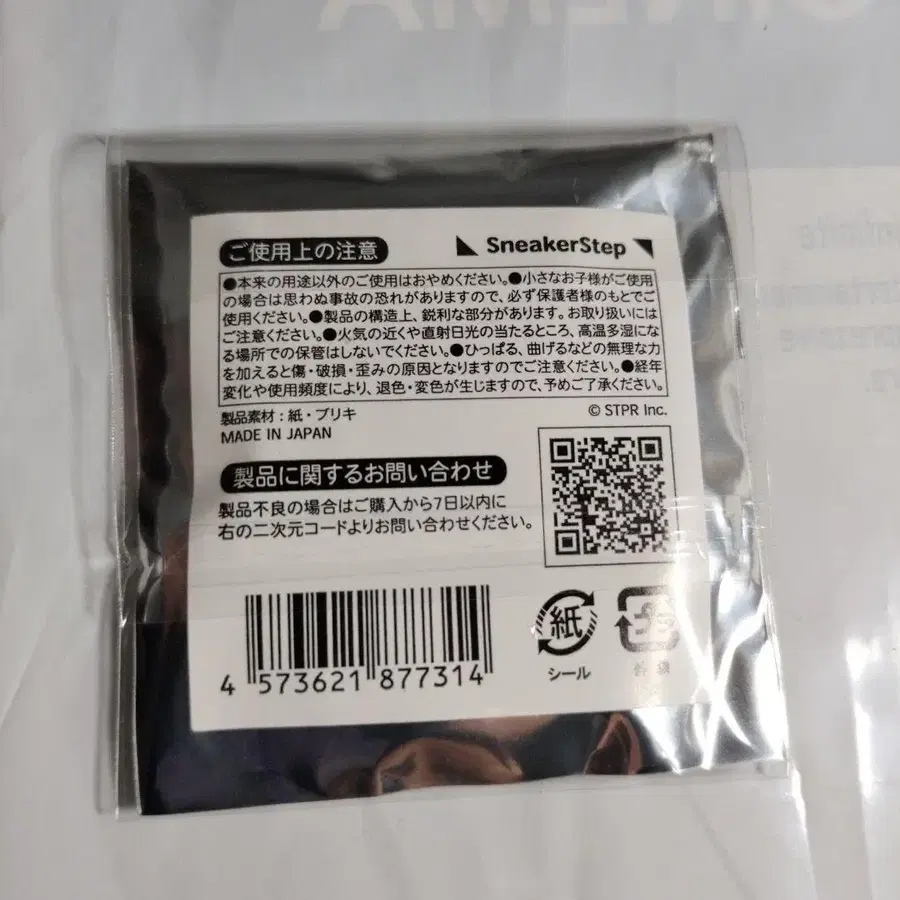 ご使用上の注意
SneakerStep
●本来の用途以外のご使用はおやめください。●小さなお子様がご使用
の場合は思わぬ事故の恐れがありますので、必ず保護者様のもとでご
使用ください。●製品の構造上、鋭利な部分があります。お取り扱いには
ご注意ください。●火気の近くや直射日光の当たるところ、高温多湿にな
る場所での保管はしないでください。●ひっぱる、曲げるなどの無理な力
を加えると傷・破損・歪みの原因となりますのでご注意ください。●経年
変化や使用頻度により、退色・変色が生じますので、予めご了承ください。
製品素材：紙・ブリキ
© STPR Inc.
MADE IN JAPAN
製品に関するお問い合わせ
製品不良の場合はご購入から7日以内に
右の二次元コードよりお問い合わせください。
4 573621 877314
紙
シール
プラ